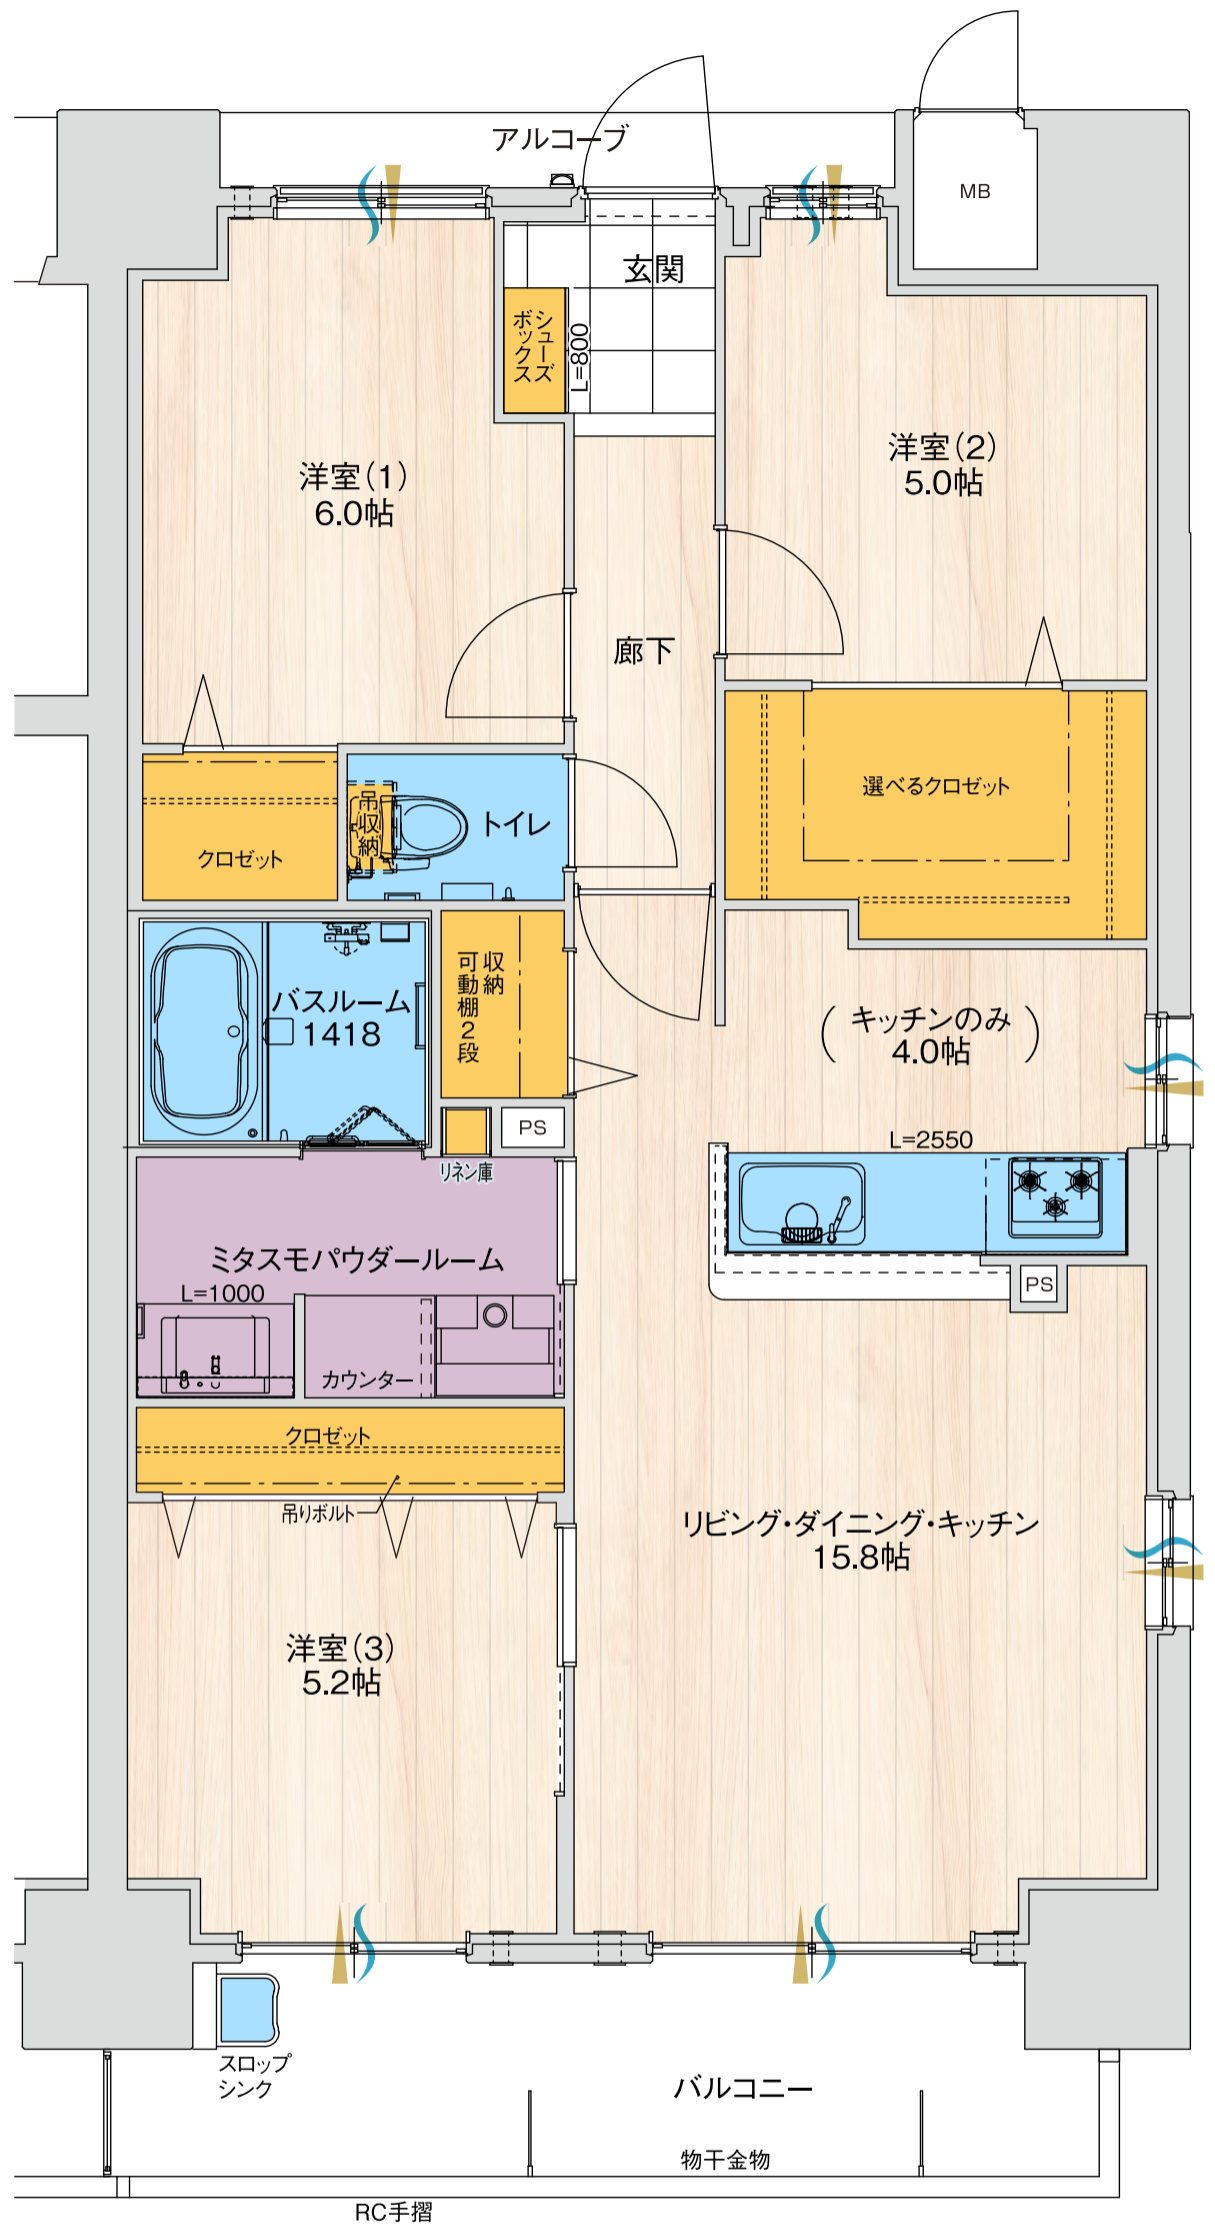 アルコーブ
MB
玄関
シューズ
ボックス
L=800
洋室(1)
6.0帖
洋室(2)
5.0帖
廊下
選べるクロゼット
クロゼット
吊収納
トイレ
収納
可動棚2段
バスルーム
1418
(キッチンのみ)
4.0帖
PS
リネン庫
L=2550
ミタスモパウダールーム
L=1000
カウンター
PS
クロゼット
吊りボルト
リビング・ダイニング・キッチン
15.8帖
洋室(3)
5.2帖
スロップ
シンク
バルコニー
物干金物
RC手摺